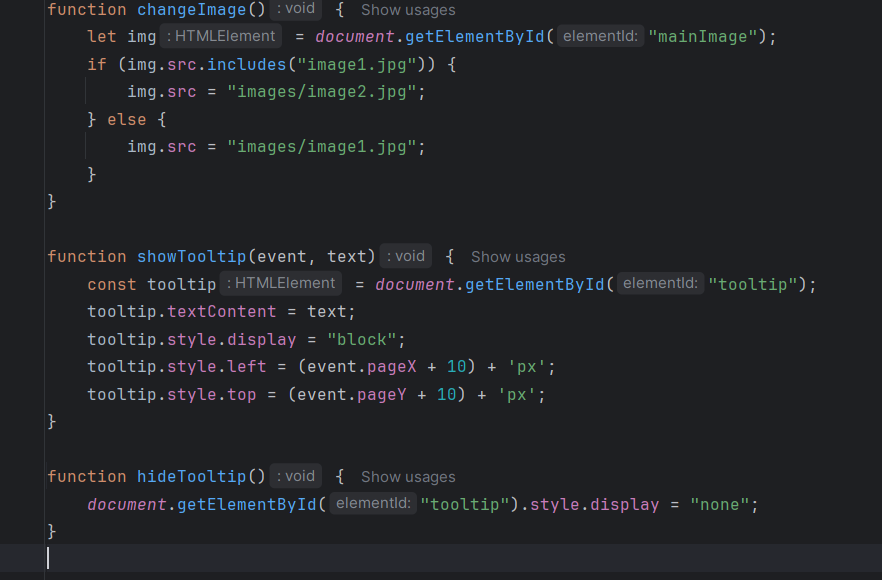 function changeImage() : void { Show usages
    let img : HTMLElement = document.getElementById( elementId: "mainImage");
    if (img.src.includes("image1.jpg")) {
        img.src = "images/image2.jpg";
    } else {
        img.src = "images/image1.jpg";
    }
}

function showTooltip(event, text) : void { Show usages
    const tooltip : HTMLElement = document.getElementById( elementId: "tooltip");
    tooltip.textContent = text;
    tooltip.style.display = "block";
    tooltip.style.left = (event.pageX + 10) + 'px';
    tooltip.style.top = (event.pageY + 10) + 'px';
}

function hideTooltip() : void { Show usages
    document.getElementById( elementId: "tooltip").style.display = "none";
}